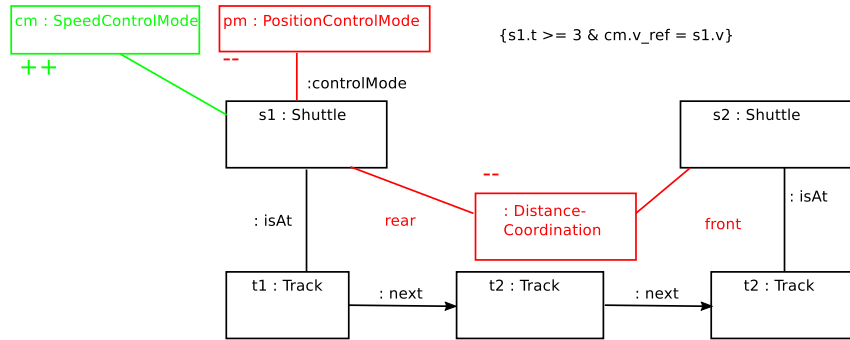 cm : SpeedControlMode
pm : PositionControlMode
{s1.t >= 3 & cm.v_ref = s1.v}
++
--
:controlMode
s1 : Shuttle
s2 : Shuttle
--
: isAt
: Distance-
Coordination
: isAt
rear
front
t1 : Track
: next
t2 : Track
: next
t2 : Track